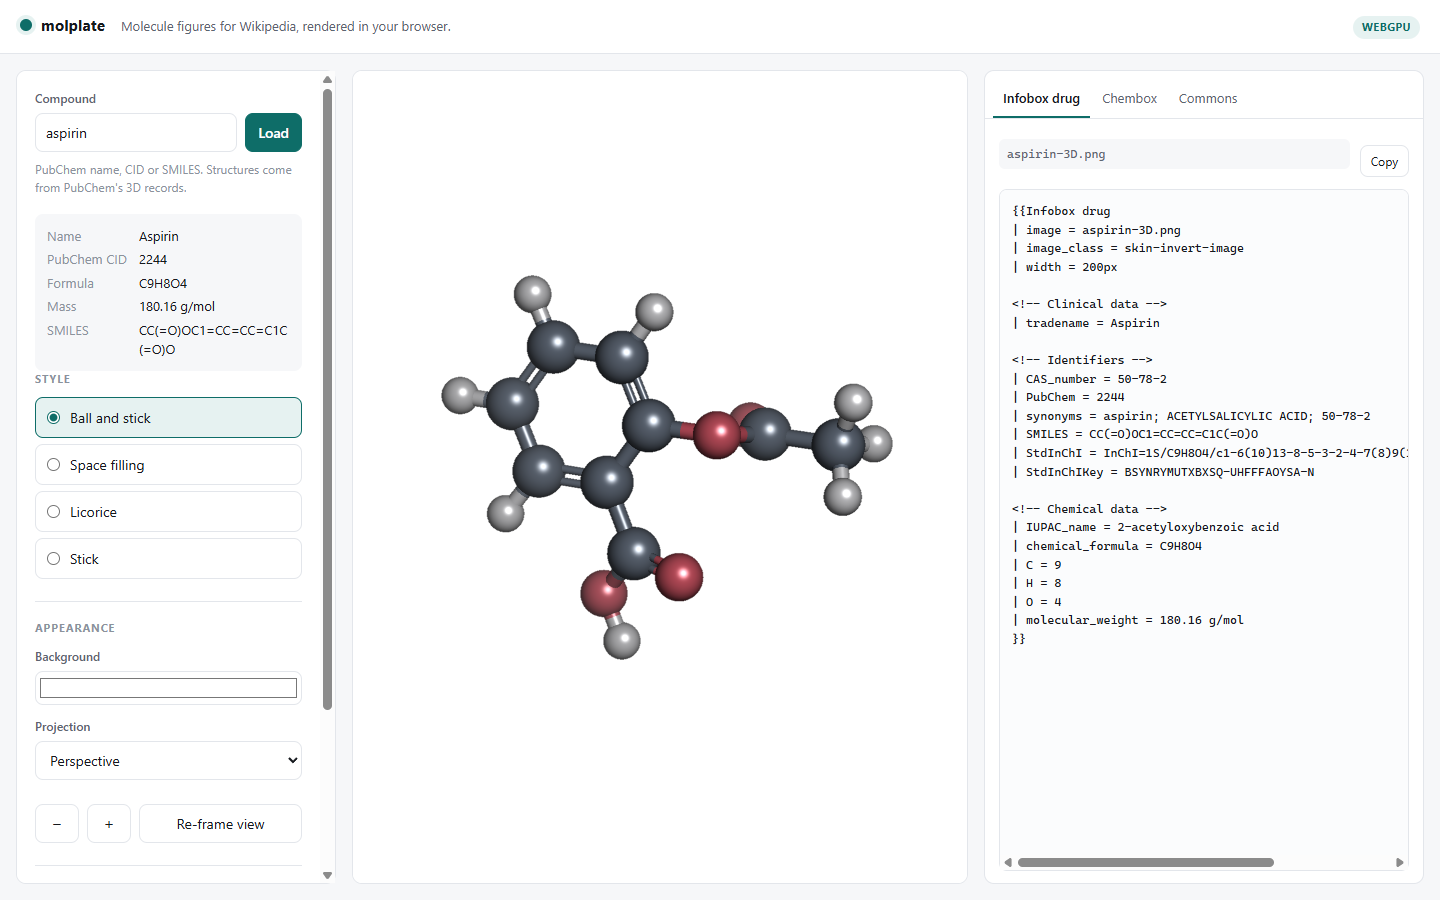 molplate
Molecule figures for Wikipedia, rendered in your browser.
WEBGPU
Compound
aspirin
Load
PubChem name, CID or SMILES. Structures come
from PubChem's 3D records.
Name Aspirin
PubChem CID 2244
Formula C9H8O4
Mass 180.16 g/mol
SMILES CC(=O)OC1=CC=CC=C1C
(=O)O
STYLE
Ball and stick
Space filling
Licorice
Stick
APPEARANCE
Background
Projection
Perspective
−
+
Re-frame view
Infobox drug
Chembox
Commons
aspirin-3D.png
Copy
{{Infobox drug
| image = aspirin-3D.png
| image_class = skin-invert-image
| width = 200px
<!-- Clinical data -->
| tradename = Aspirin
<!-- Identifiers -->
| CAS_number = 50-78-2
| PubChem = 2244
| synonyms = aspirin; ACETYLSALICYLIC ACID; 50-78-2
| SMILES = CC(=O)OC1=CC=CC=C1C(=O)O
| StdInChI = InChI=1S/C9H8O4/c1-6(10)13-8-5-3-2-4-7(8)9(
| StdInChIKey = BSYNRYMUTXBXSQ-UHFFFAOYSA-N
<!-- Chemical data -->
| IUPAC_name = 2-acetyloxybenzoic acid
| chemical_formula = C9H8O4
| C = 9
| H = 8
| O = 4
| molecular_weight = 180.16 g/mol
}}